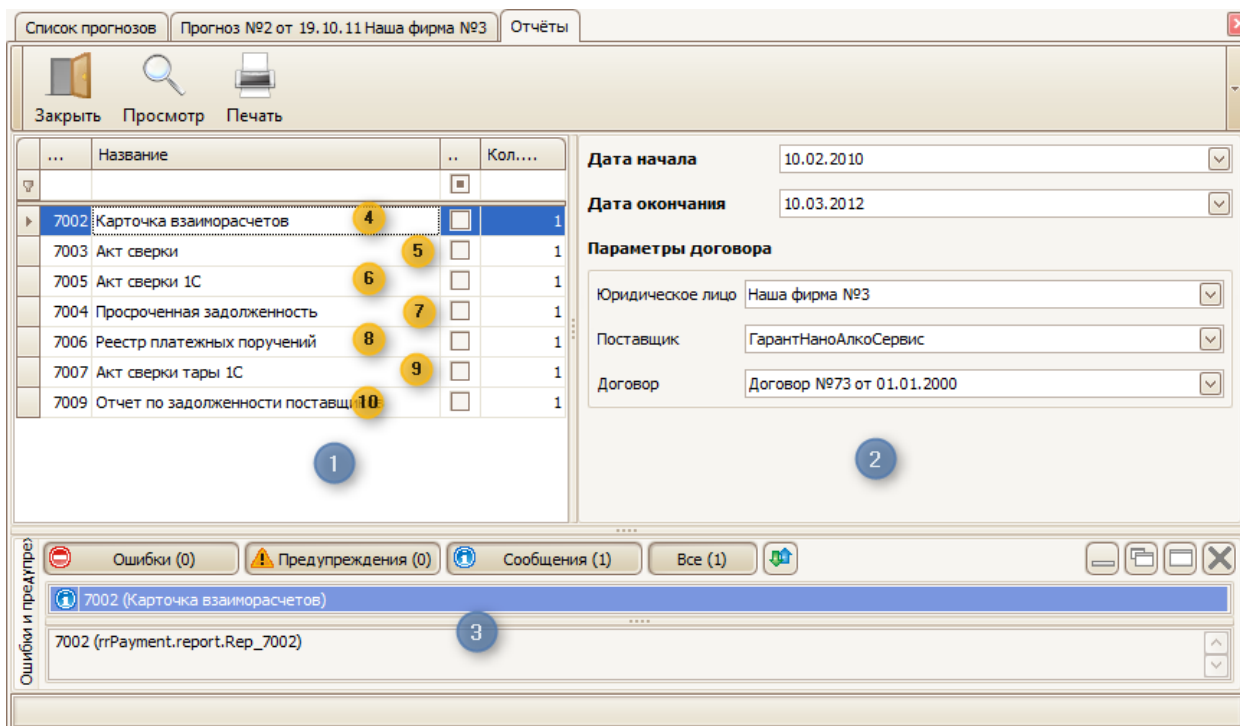 Список прогнозов Прогноз №2 от 19.10.11 Наша фирма №3 Отчёты
Закрыть Просмотр Печать
... Название .. Кол....
7002 Карточка взаиморасчетов 4 1
7003 Акт сверки 5 1
7005 Акт сверки 1С 6 1
7004 Просроченная задолженность 7 1
7006 Реестр платежных поручений 8 1
7007 Акт сверки тары 1С 9 1
7009 Отчет по задолженности 10 1
1
Дата начала 10.02.2010
Дата окончания 10.03.2012
Параметры договора
Юридическое лицо Наша фирма №3
Поставщик ГарантНаноАлкоСервис
Договор Договор №73 от 01.01.2000
2
Ошибки и предупре
Ошибки (0) Предупреждения (0) Сообщения (1) Все (1)
7002 (Карточка взаиморасчетов)
3
7002 (rrPayment.report.Rep_7002)